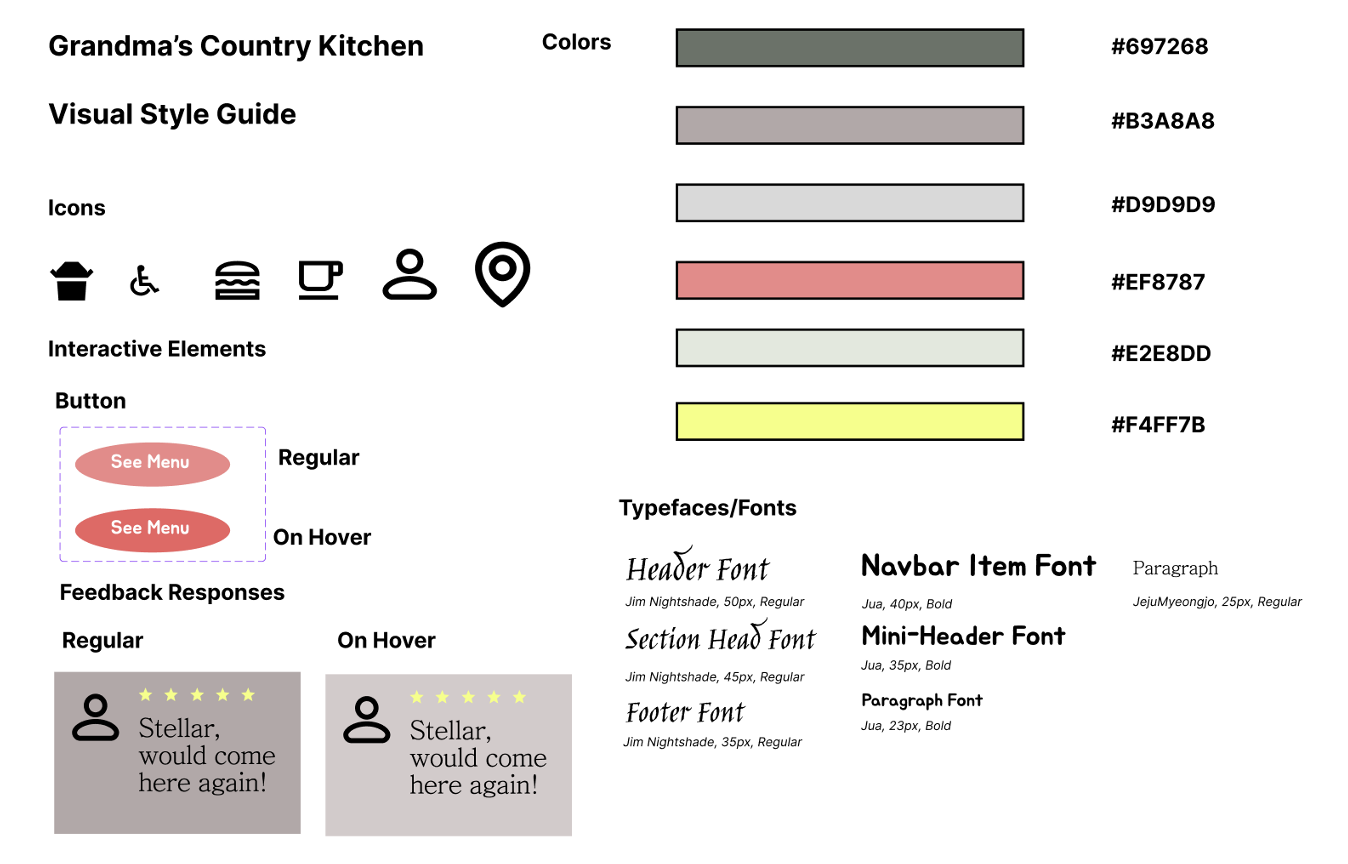 Grandma's Country Kitchen
Visual Style Guide
Icons
Interactive Elements
Button
See Menu
Regular
See Menu
On Hover
Feedback Responses
Regular
On Hover
Stellar,
would come
here again!
Stellar,
would come
here again!
Colors
#697268
#B3A8A8
#D9D9D9
#EF8787
#E2E8DD
#F4FF7B
Typefaces/Fonts
Header Font
Jim Nightshade, 50px, Regular
Section Head Font
Jim Nightshade, 45px, Regular
Footer Font
Jim Nightshade, 35px, Regular
Navbar Item Font
Jua, 40px, Bold
Mini-Header Font
Jua, 35px, Bold
Paragraph Font
Jua, 23px, Bold
Paragraph
JejuMyeongjo, 25px, Regular